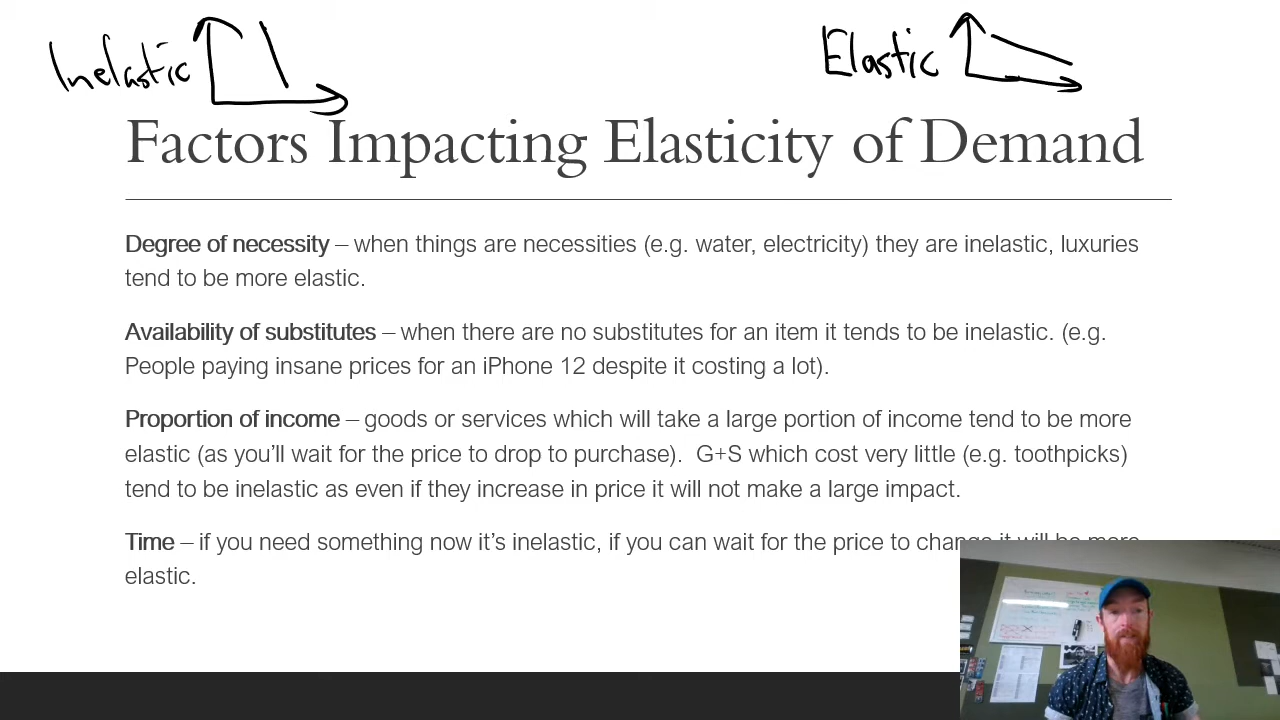 Inelastic
Elastic
Factors Impacting Elasticity of Demand
Degree of necessity – when things are necessities (e.g. water, electricity) they are inelastic, luxuries
tend to be more elastic.
Availability of substitutes – when there are no substitutes for an item it tends to be inelastic. (e.g.
People paying insane prices for an iPhone 12 despite it costing a lot).
Proportion of income – goods or services which will take a large portion of income tend to be more
elastic (as you'll wait for the price to drop to purchase).  G+S which cost very little (e.g. toothpicks)
tend to be inelastic as even if they increase in price it will not make a large impact.
Time – if you need something now it's inelastic, if you can wait for the price to change it will be more
elastic.